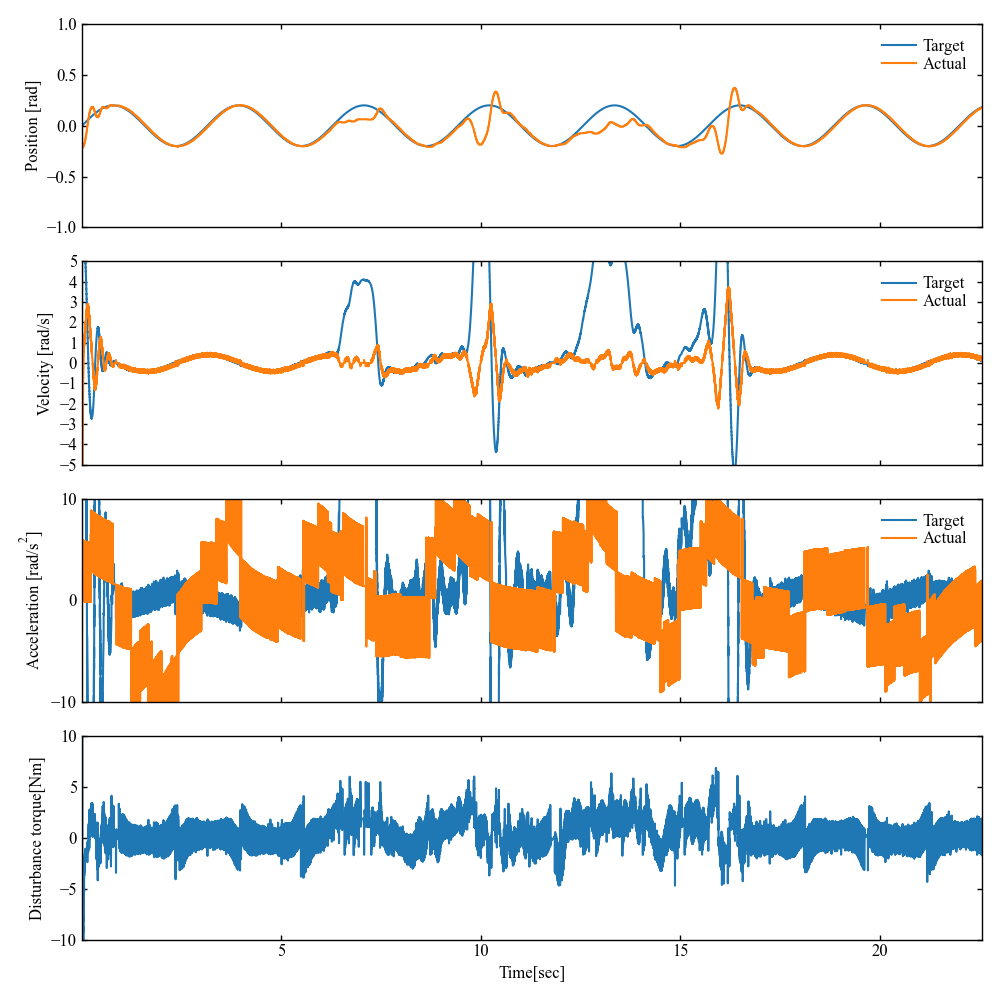 1.0
0.5
0.0
−0.5
−1.0
Position [rad]
Target
Actual
5
4
3
2
1
0
−1
−2
−3
−4
−5
Velocity [rad/s]
Target
Actual
10
0
−10
Acceleration [rad/s²]
Target
Actual
10
5
0
−5
−10
Disturbance torque[Nm]
5
10
15
20
Time[sec]